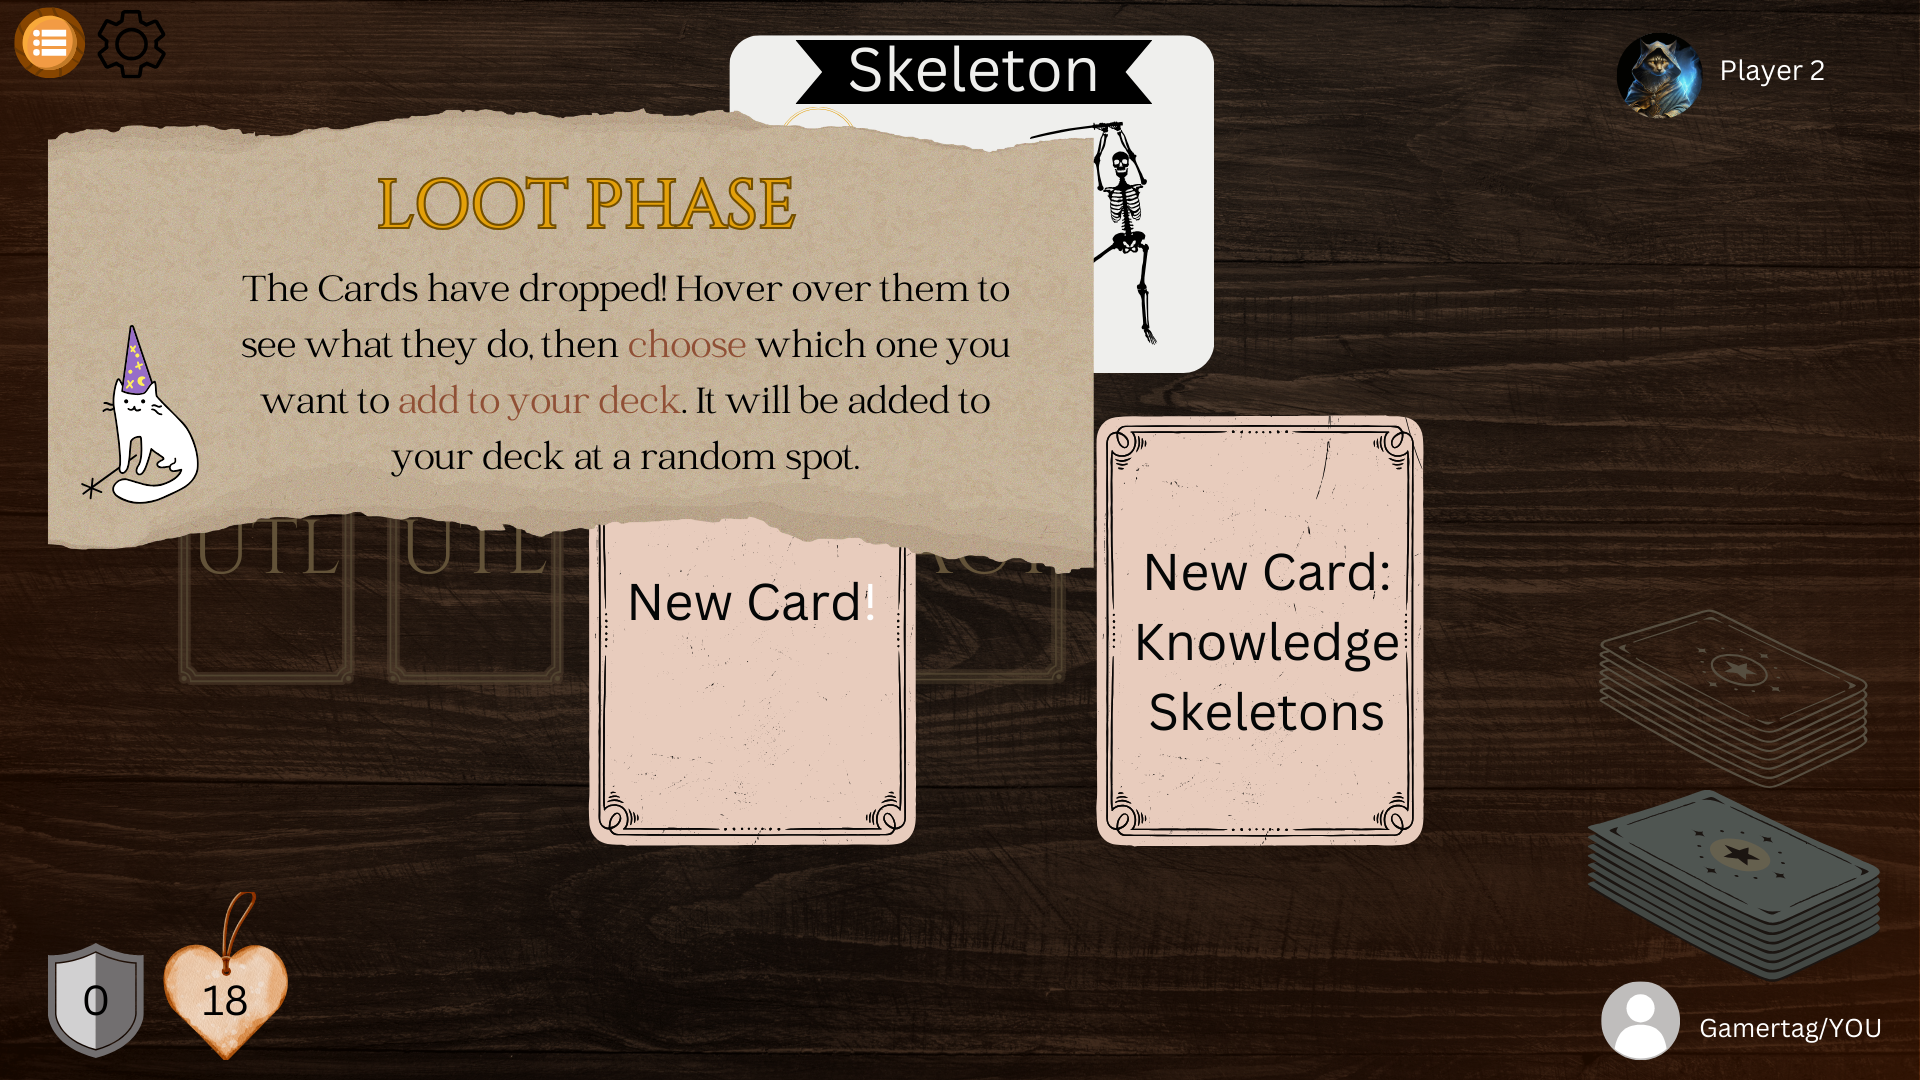 Skeleton
Player 2
LOOT PHASE
The Cards have dropped! Hover over them to
see what they do, then choose which one you
want to add to your deck. It will be added to
your deck at a random spot.
UTL
UTL
New Card!
New Card:
Knowledge
Skeletons
0
18
Gamertag/YOU